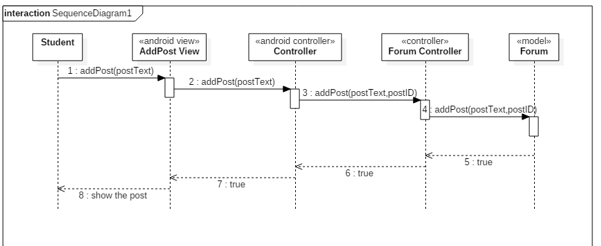 interaction SequenceDiagram1
Student
«android view»
AddPost View
«android controller»
Controller
«controller»
Forum Controller
«model»
Forum
1 : addPost(postText)
2 : addPost(postText)
3 : addPost(postText,postID)
4 : addPost(postText,postID)
5 : true
6 : true
7 : true
8 : show the post